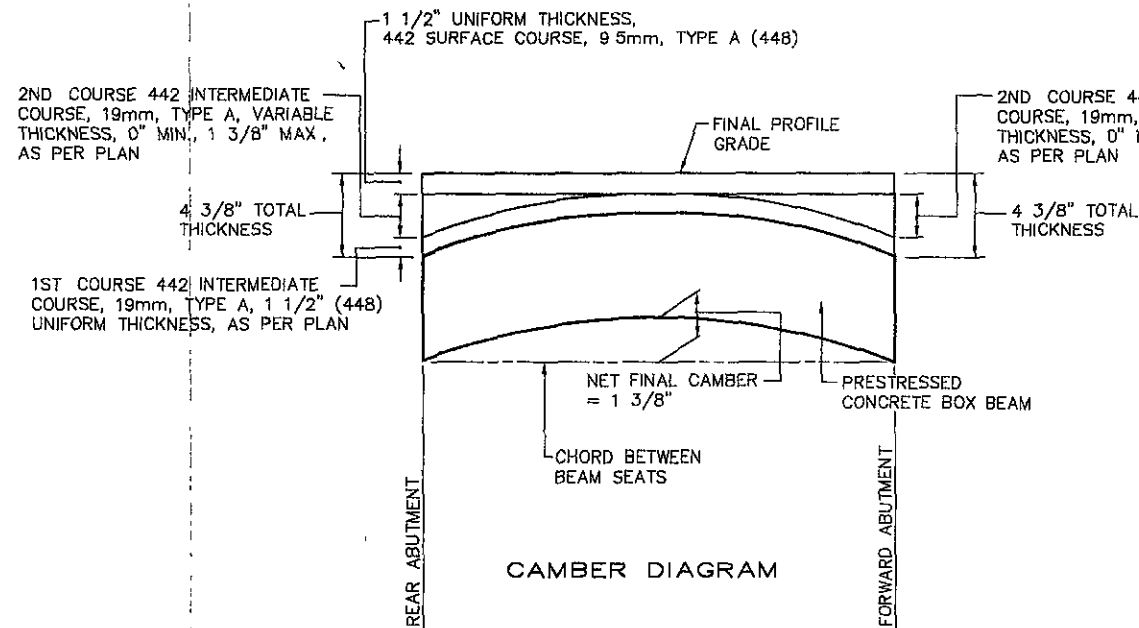 1 1/2" UNIFORM THICKNESS,
442 SURFACE COURSE, 9 5mm, TYPE A (448)
2ND COURSE 442 INTERMEDIATE
COURSE, 19mm, TYPE A, VARIABLE
THICKNESS, 0" MIN., 1 3/8" MAX,
AS PER PLAN
FINAL PROFILE
GRADE
2ND COURSE 44
COURSE, 19mm,
THICKNESS, 0"
AS PER PLAN
4 3/8" TOTAL
THICKNESS
4 3/8" TOTAL
THICKNESS
1ST COURSE 442 INTERMEDIATE
COURSE, 19mm, TYPE A, 1 1/2" (448)
UNIFORM THICKNESS, AS PER PLAN
NET FINAL CAMBER
= 1 3/8"
PRESTRESSED
CONCRETE BOX BEAM
CHORD BETWEEN
BEAM SEATS
REAR ABUTMENT
FORWARD ABUTMENT
CAMBER DIAGRAM